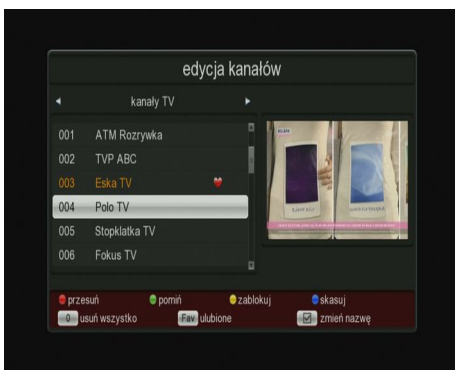 edycja kanałów
kanały TV
001 ATM Rozrywka
002 TVP ABC
003 Eska TV
004 Polo TV
005 Stopklatka TV
006 Fokus TV
przesuń pomiń zablokuj skasuj
0 usuń wszystko Fav ulubione zmień nazwę